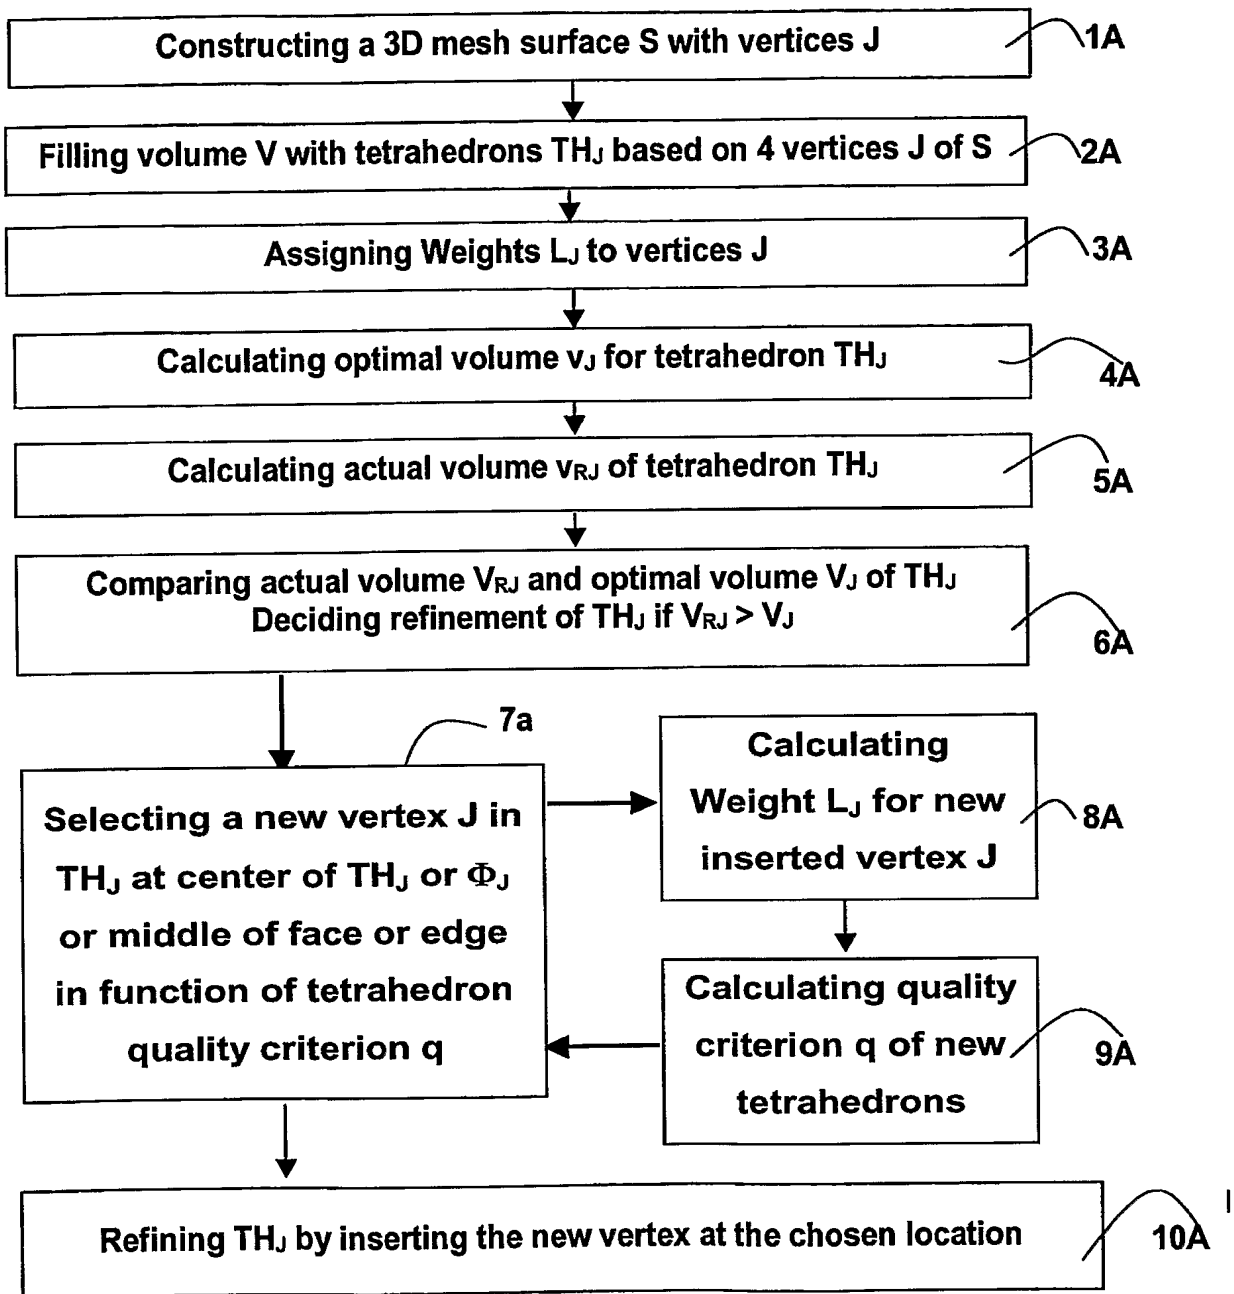 Constructing a 3D mesh surface S with vertices J
1A
Filling volume V with tetrahedrons THJ based on 4 vertices J of S
2A
Assigning Weights LJ to vertices J
3A
Calculating optimal volume vJ for tetrahedron THJ
4A
Calculating actual volume vRJ of tetrahedron THJ
5A
Comparing actual volume VRJ and optimal volume VJ of THJ
Deciding refinement of THJ if VRJ > VJ
6A
7a
Selecting a new vertex J in
THJ at center of THJ or ΦJ
or middle of face or edge
in function of tetrahedron
quality criterion q
Calculating
Weight LJ for new
inserted vertex J
8A
Calculating quality
criterion q of new
tetrahedrons
9A
Refining THJ by inserting the new vertex at the chosen location
10A